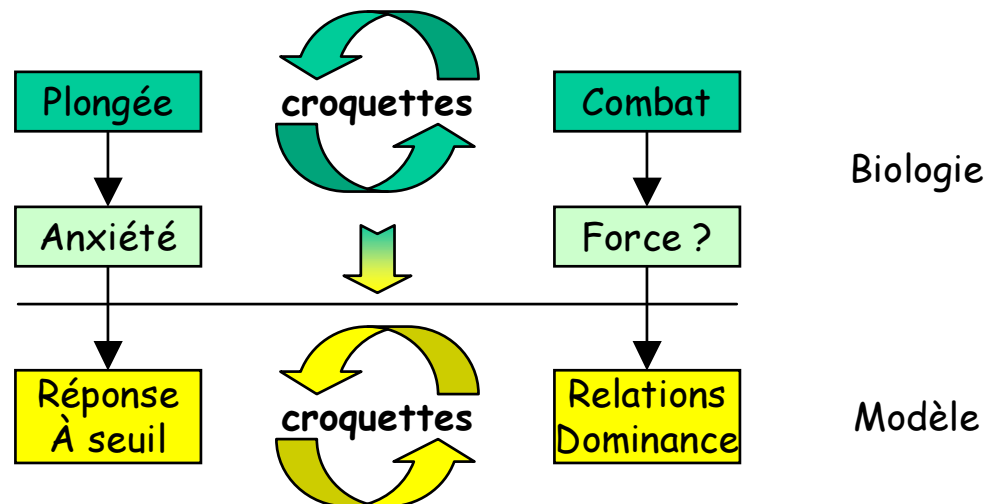 Plongée
croquettes
Combat
Biologie
Anxiété
Force ?
Réponse
À seuil
croquettes
Relations
Dominance
Modèle